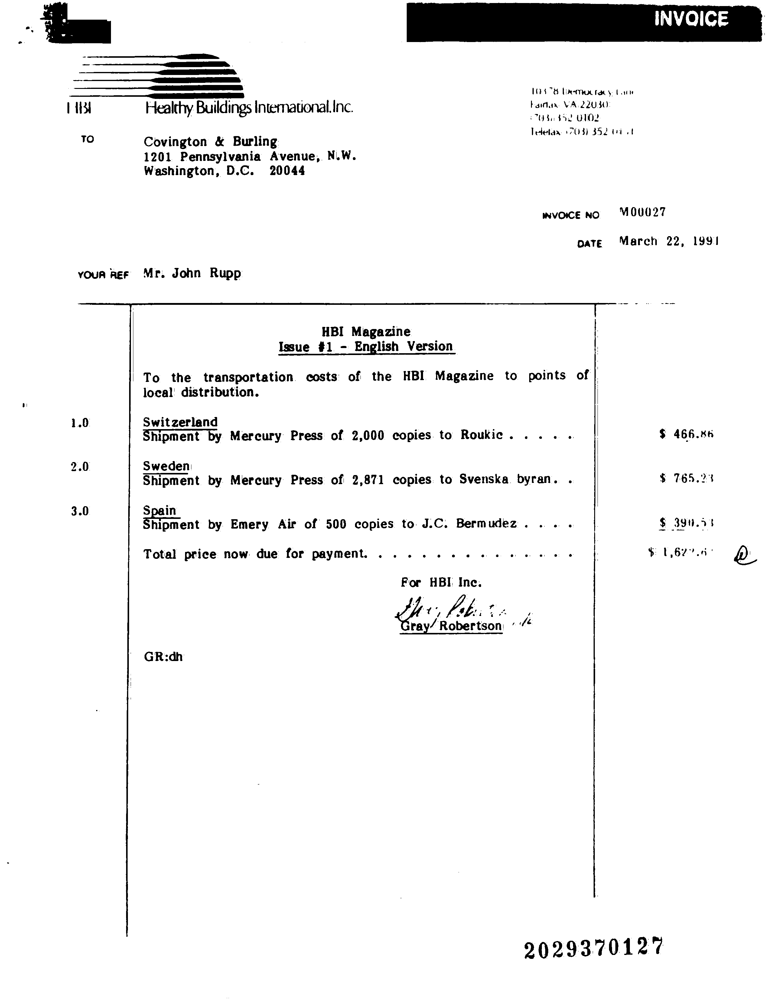 INVOICE
HBI Healthy Buildings International, Inc.
10378 Democracy Lane
Fairfax, VA 22030
(703) 352 0102
Telefax (703) 352
TO
Covington & Burling
1201 Pennsylvania Avenue, N.W.
Washington, D.C. 20044
INVOICE NO M00027
DATE March 22, 1991
YOUR REF Mr. John Rupp
HBI Magazine
Issue #1 - English Version
To the transportation costs of the HBI Magazine to points of
local distribution.
1.0 Switzerland
Shipment by Mercury Press of 2,000 copies to Roukic . . . . . $ 466.86
2.0 Sweden
Shipment by Mercury Press of 2,871 copies to Svenska byran. . $ 765.23
3.0 Spain
Shipment by Emery Air of 500 copies to J.C. Bermudez . . . . $ 390.53
Total price now due for payment. . . . . . . . . . . . . . . $
For HBI Inc.
Gray Robertson
GR:dh
2029370127